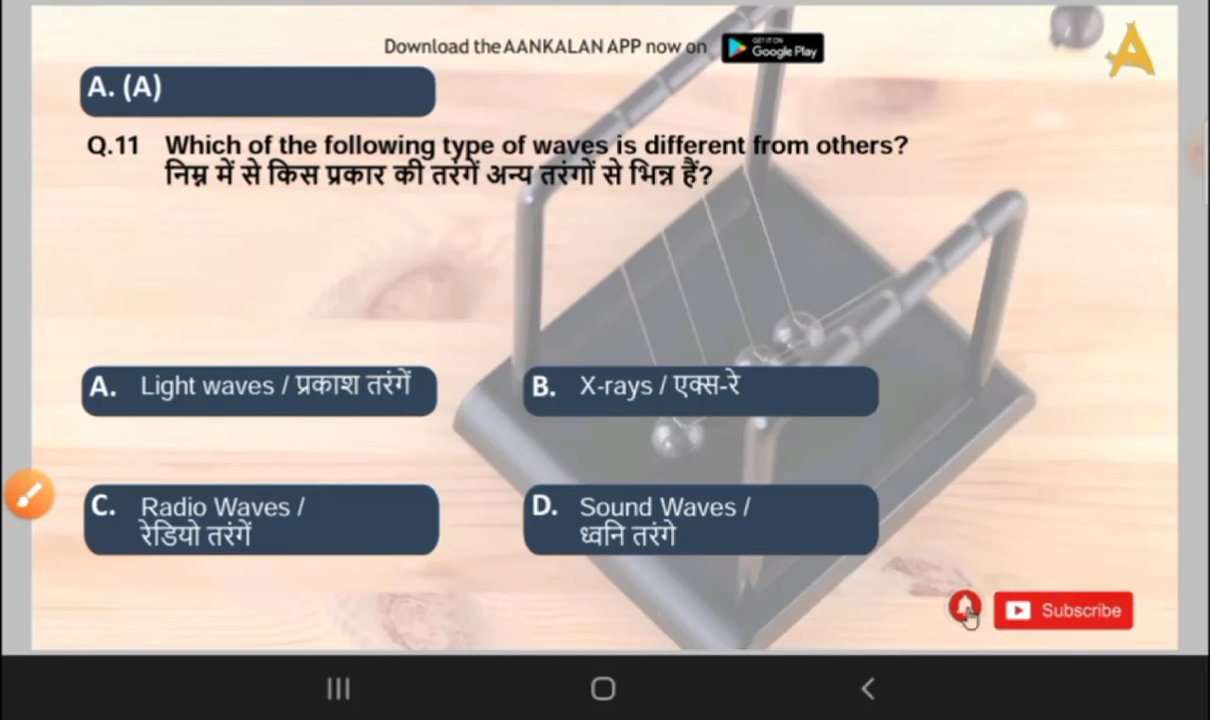 Download the AANKALAN APP now on GET IT ON Google Play
A
A. (A)
Q.11 Which of the following type of waves is different from others?
निम्न में से किस प्रकार की तरंगें अन्य तरंगों से भिन्न हैं?
A. Light waves / प्रकाश तरंगें
B. X-rays / एक्स-रे
C. Radio Waves /
रेडियो तरंगें
D. Sound Waves /
ध्वनि तरंगे
Subscribe